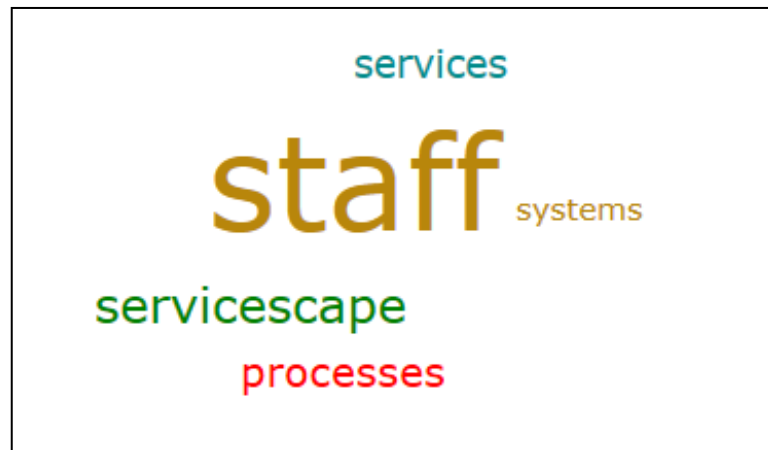 services
staff
systems
servicescape
processes